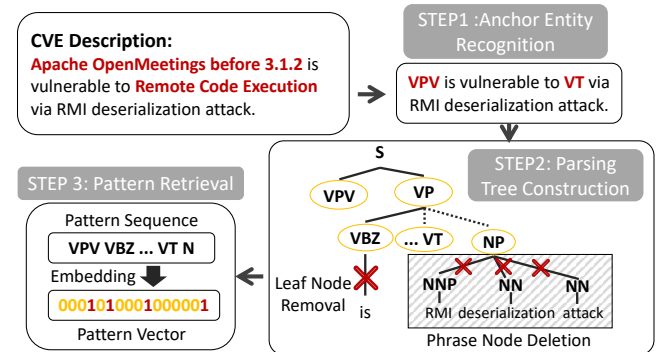 CVE Description:
Apache OpenMeetings before 3.1.2 is
vulnerable to Remote Code Execution
via RMI deserialization attack.
STEP1 :Anchor Entity
Recognition
VPV is vulnerable to VT via
RMI deserialization attack.
STEP2: Parsing
Tree Construction
S
VPV
VP
VBZ
... VT
NP
Leaf Node
Removal
is
NNP
NN
NN
RMI deserialization attack
Phrase Node Deletion
STEP 3: Pattern Retrieval
Pattern Sequence
VPV VBZ ... VT N
Embedding
0001010001000001
Pattern Vector